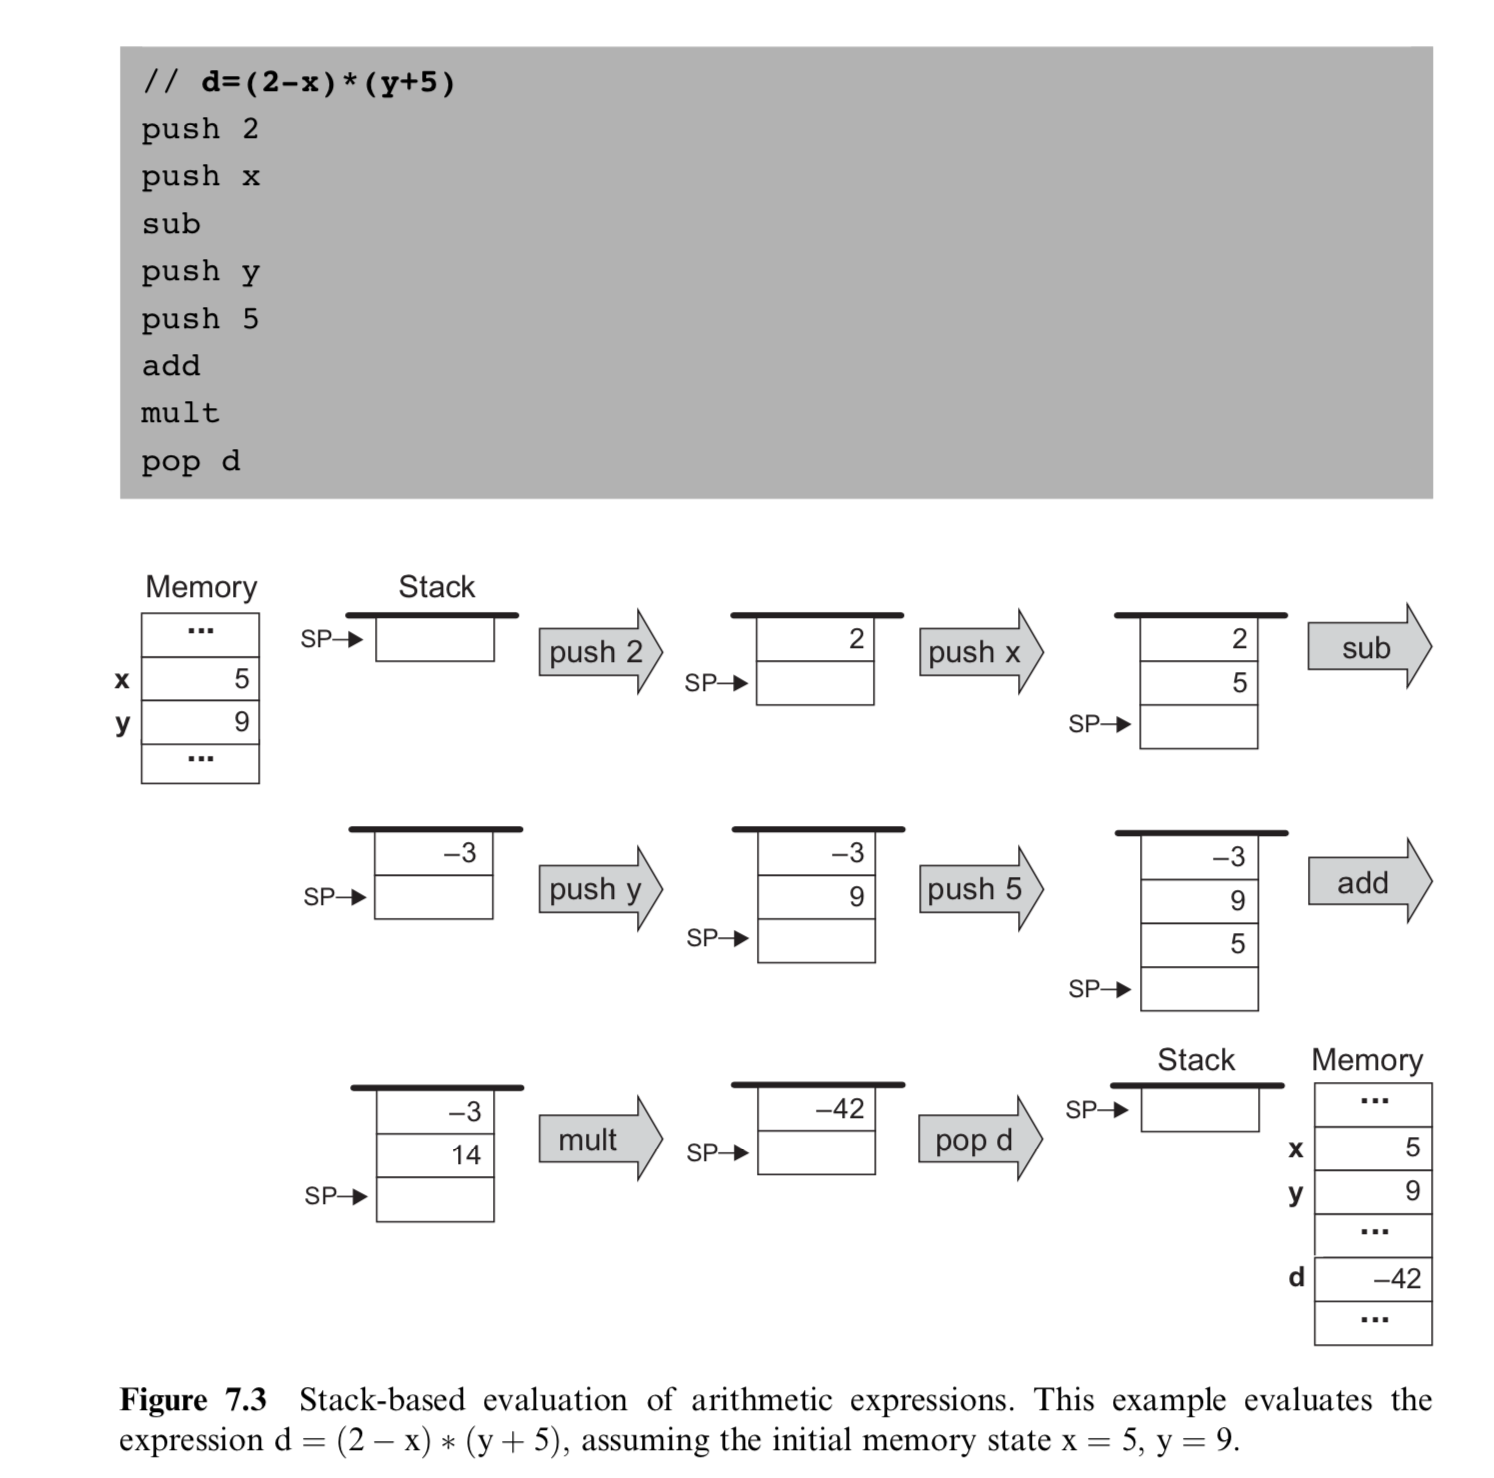 // d=(2-x)*(y+5)
push 2
push x
sub
push y
push 5
add
mult
pop d
Memory
...
x 5
y 9
...
Stack
SP
push 2
2
SP
push x
2
5
SP
sub
–3
SP
push y
–3
9
SP
push 5
–3
9
5
SP
add
–3
14
SP
mult
–42
SP
pop d
Stack
SP
Memory
...
x 5
y 9
...
d –42
...
Figure 7.3 Stack-based evaluation of arithmetic expressions. This example evaluates the
expression d = (2 − x) ∗ (y + 5), assuming the initial memory state x = 5, y = 9.